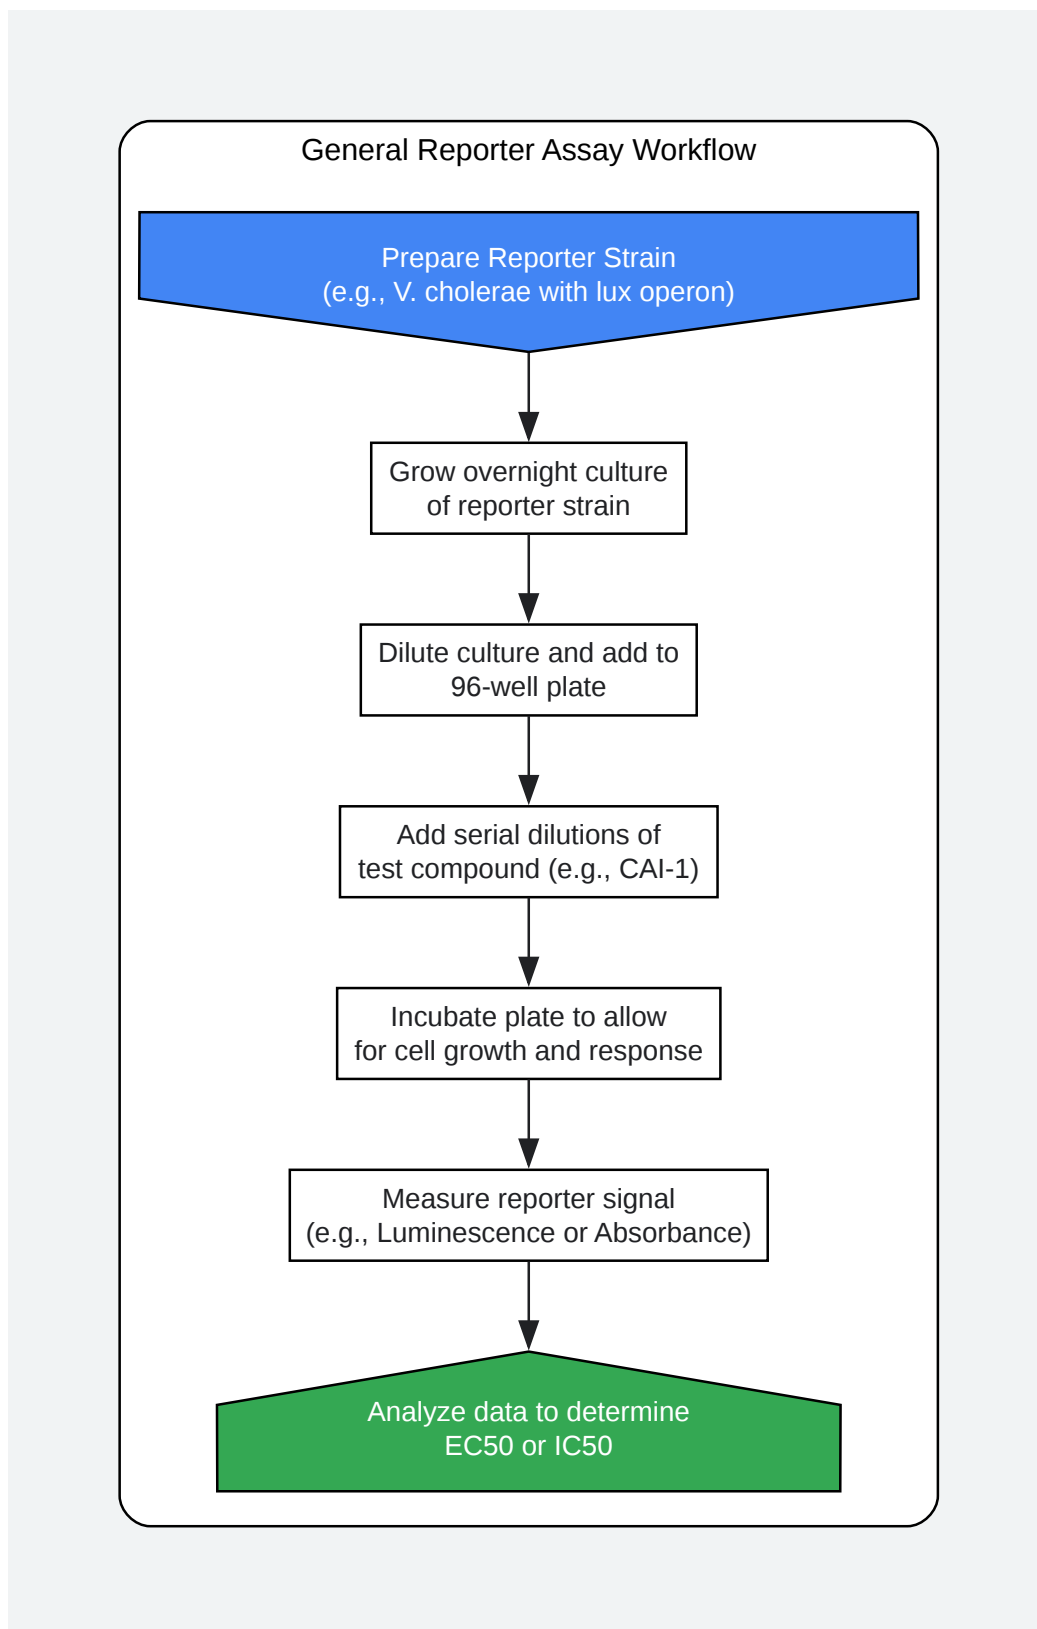 General Reporter Assay Workflow
Prepare Reporter Strain
(e.g., V. cholerae with lux operon)
Grow overnight culture
of reporter strain
Dilute culture and add to
96-well plate
Add serial dilutions of
test compound (e.g., CAI-1)
Incubate plate to allow
for cell growth and response
Measure reporter signal
(e.g., Luminescence or Absorbance)
Analyze data to determine
EC50 or IC50